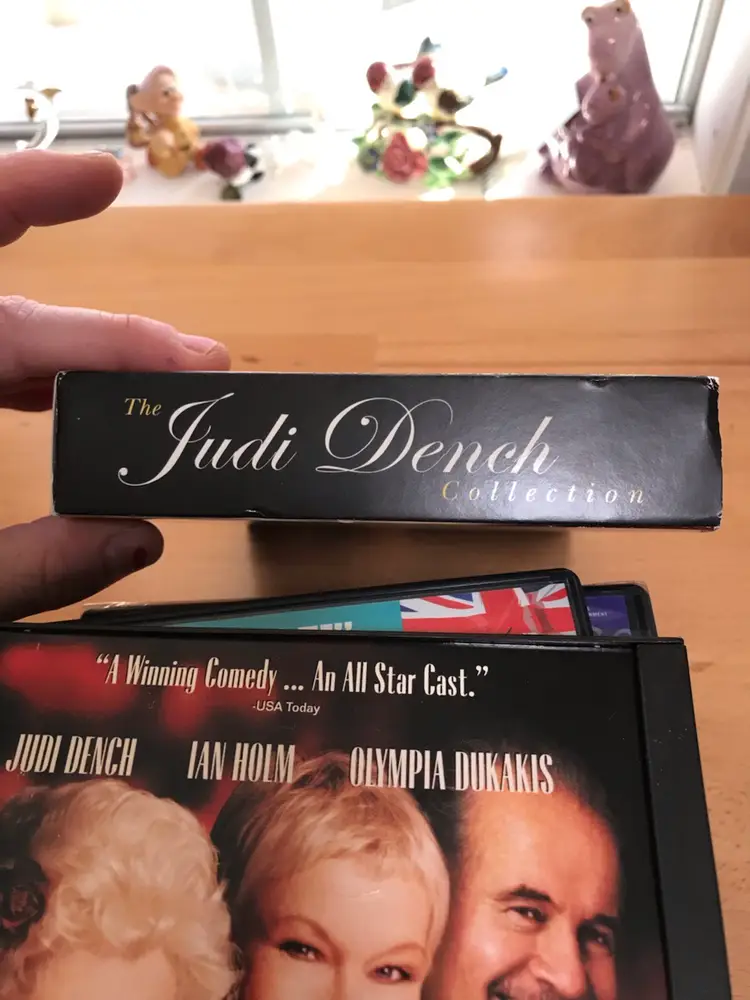 The
Judi Dench
Collection
“A Winning Comedy ... An All Star Cast.”
-USA Today
JUDI DENCH IAN HOLM OLYMPIA DUKAKIS